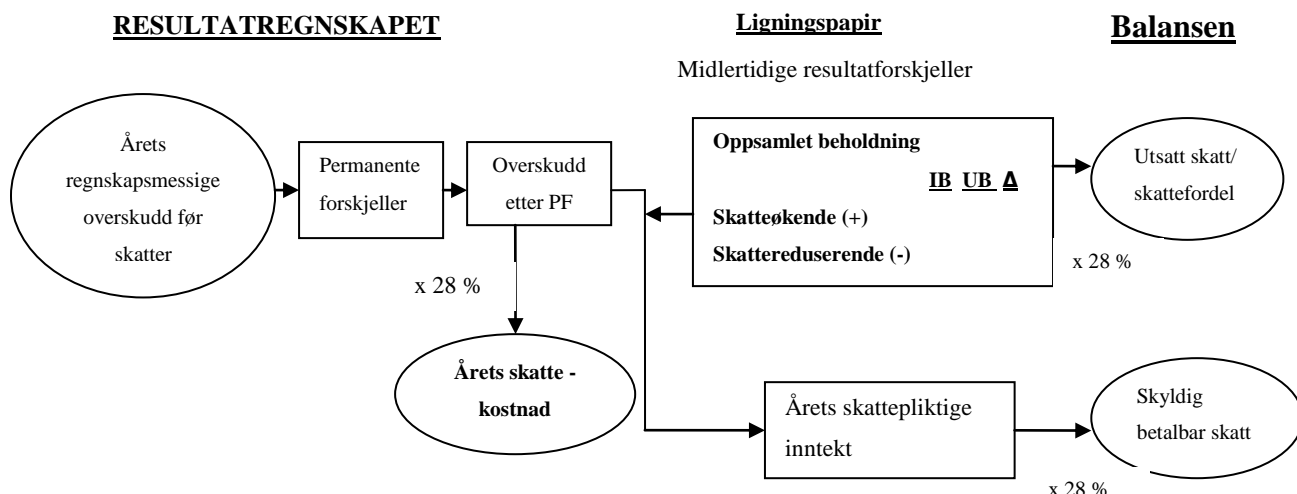 RESULTATREGNSKAPET
Ligningspapir
Balansen
Midlertidige resultatforskjeller
Årets
regnskapsmessige
overskudd før
skatter
Permanente
forskjeller
Overskudd
etter PF
x 28 %
Årets skatte -
kostnad
Oppsamlet beholdning
IB UB Δ
Skatteøkende (+)
Skattereduserende (-)
x 28 %
Utsatt skatt/
skattefordel
Årets skattepliktige
inntekt
x 28 %
Skyldig
betalbar skatt